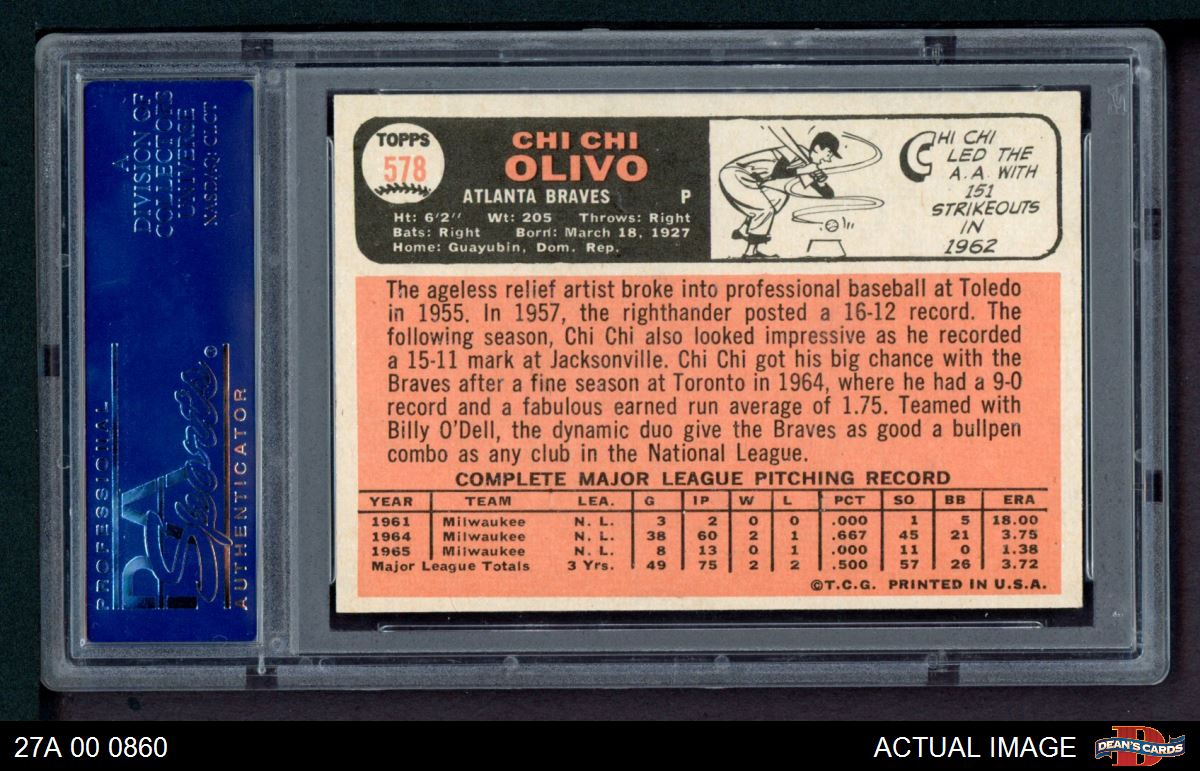 A
DIVISION OF
COLLECTORS
UNIVERSE
NASDAQ: CLCT
PROFESSIONAL
PSA
Sports
AUTHENTICATOR
TOPPS
578
CHI CHI
OLIVO
ATLANTA BRAVES P
Ht: 6'2'' Wt: 205 Throws: Right
Bats: Right Born: March 18, 1927
Home: Guayubin, Dom. Rep.
CHI CHI
LED THE
A.A. WITH
151
STRIKEOUTS
IN
1962
The ageless relief artist broke into professional baseball at Toledo
in 1955. In 1957, the righthander posted a 16-12 record. The
following season, Chi Chi also looked impressive as he recorded
a 15-11 mark at Jacksonville. Chi Chi got his big chance with the
Braves after a fine season at Toronto in 1964, where he had a 9-0
record and a fabulous earned run average of 1.75. Teamed with
Billy O'Dell, the dynamic duo give the Braves as good a bullpen
combo as any club in the National League.
COMPLETE MAJOR LEAGUE PITCHING RECORD
YEAR TEAM LEA. G IP W L PCT SO BB ERA
1961 Milwaukee N. L. 3 2 0 0 .000 1 5 18.00
1964 Milwaukee N. L. 38 60 2 1 .667 45 21 3.75
1965 Milwaukee N. L. 8 13 0 1 .000 11 0 1.38
Major League Totals 3 Yrs. 49 75 2 2 .500 57 26 3.72
©T.C.G. PRINTED IN U.S.A.
27A 00 0860
ACTUAL IMAGE
D
DEAN'S CARDS